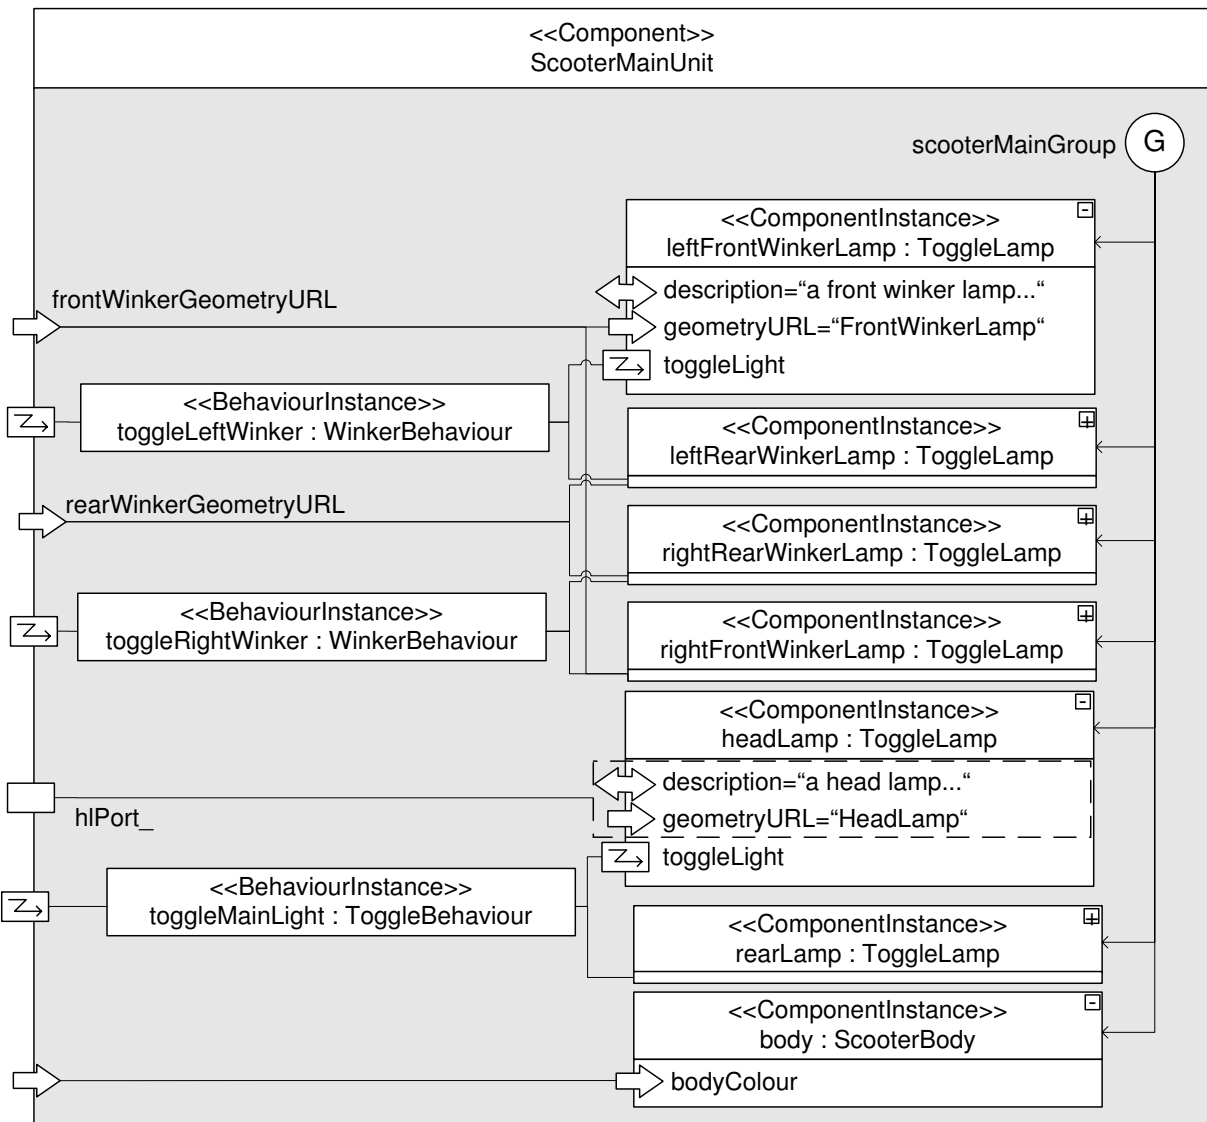 <<Component>>
ScooterMainUnit
scooterMainGroup
G
<<ComponentInstance>>
leftFrontWinkerLamp : ToggleLamp
frontWinkerGeometryURL
description=“a front winker lamp...“
geometryURL=“FrontWinkerLamp“
toggleLight
<<BehaviourInstance>>
toggleLeftWinker : WinkerBehaviour
<<ComponentInstance>>
leftRearWinkerLamp : ToggleLamp
rearWinkerGeometryURL
<<ComponentInstance>>
rightRearWinkerLamp : ToggleLamp
<<BehaviourInstance>>
toggleRightWinker : WinkerBehaviour
<<ComponentInstance>>
rightFrontWinkerLamp : ToggleLamp
<<ComponentInstance>>
headLamp : ToggleLamp
description=“a head lamp...“
hlPort_
geometryURL=“HeadLamp“
toggleLight
<<BehaviourInstance>>
toggleMainLight : ToggleBehaviour
<<ComponentInstance>>
rearLamp : ToggleLamp
<<ComponentInstance>>
body : ScooterBody
bodyColour